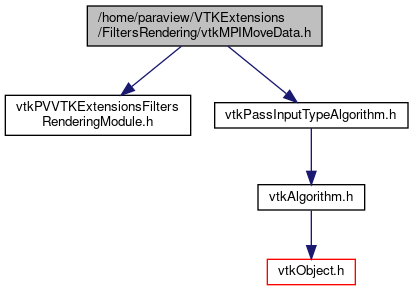 /home/paraview/VTKExtensions
/FiltersRendering/vtkMPIMoveData.h
vtkPVVTKExtensionsFilters
RenderingModule.h
vtkPassInputTypeAlgorithm.h
vtkAlgorithm.h
vtkObject.h